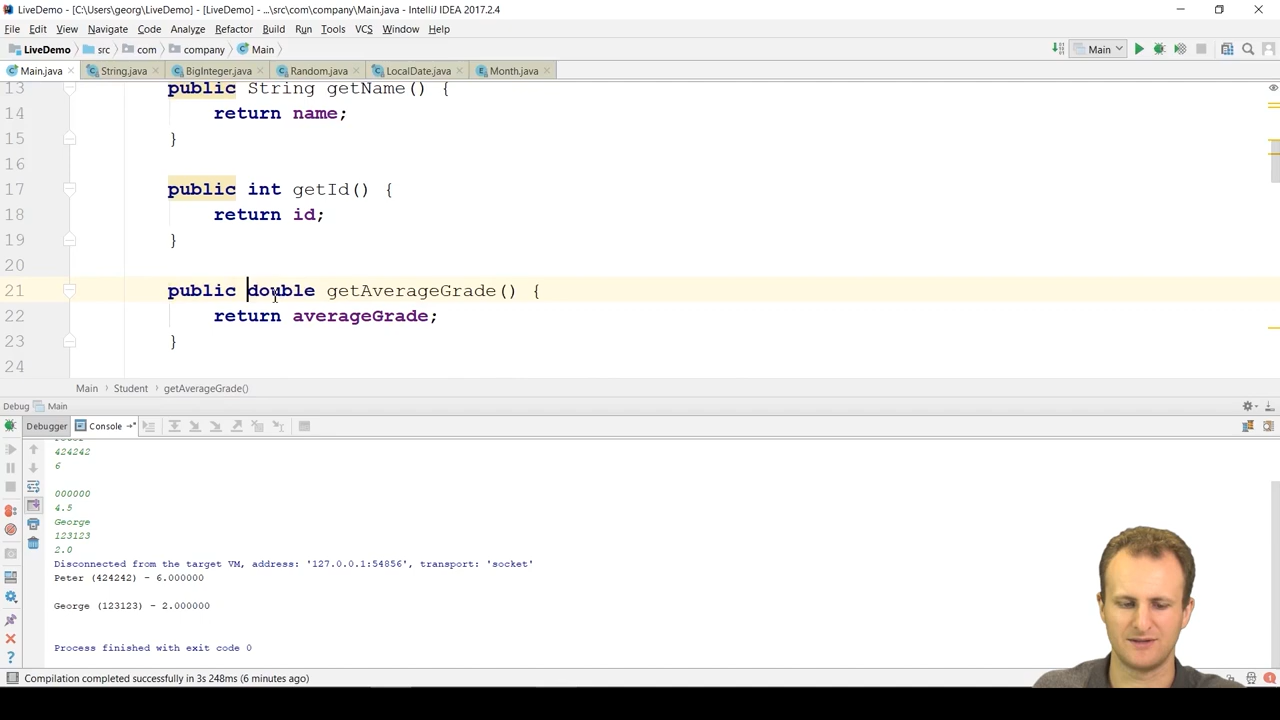 LiveDemo - [C:\Users\georg\LiveDemo] - [LiveDemo] - ...\src\com\company\Main.java - IntelliJ IDEA 2017.2.4
File Edit View Navigate Code Analyze Refactor Build Run Tools VCS Window Help
LiveDemo src com company Main Main
Main.java String.java BigInteger.java Random.java LocalDate.java Month.java
13 public String getName() {
14 return name;
15 }
16
17 public int getId() {
18 return id;
19 }
20
21 public double getAverageGrade() {
22 return averageGrade;
23 }
24
Main Student getAverageGrade()
Debug Main
Debugger Console
424242
6
000000
4.5
George
123123
2.0
Disconnected from the target VM, address: '127.0.0.1:54856', transport: 'socket'
Peter (424242) - 6.000000
George (123123) - 2.000000
Process finished with exit code 0
Compilation completed successfully in 3s 248ms (6 minutes ago)